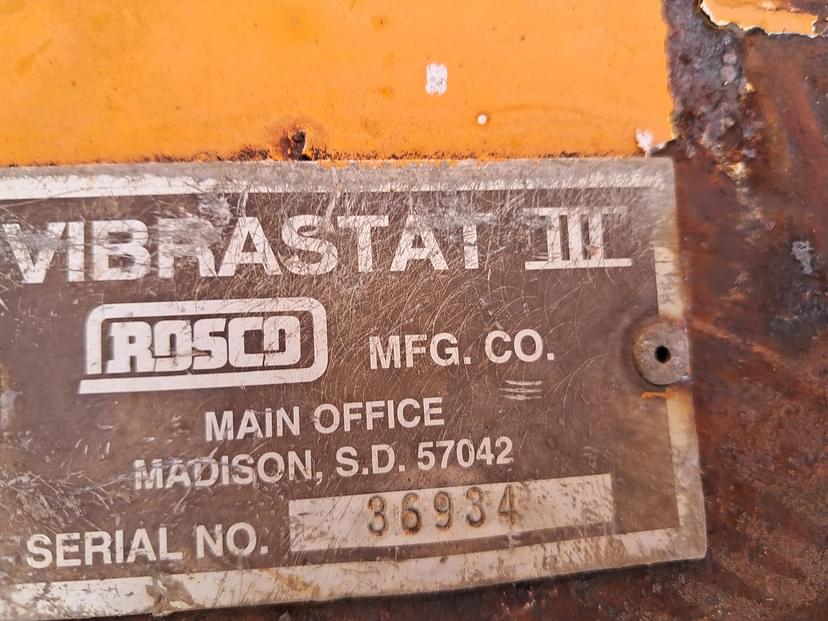 VIBRASTAT III
ROSCO MFG. CO.
MAIN OFFICE
MADISON, S.D. 57042
SERIAL NO. 36934